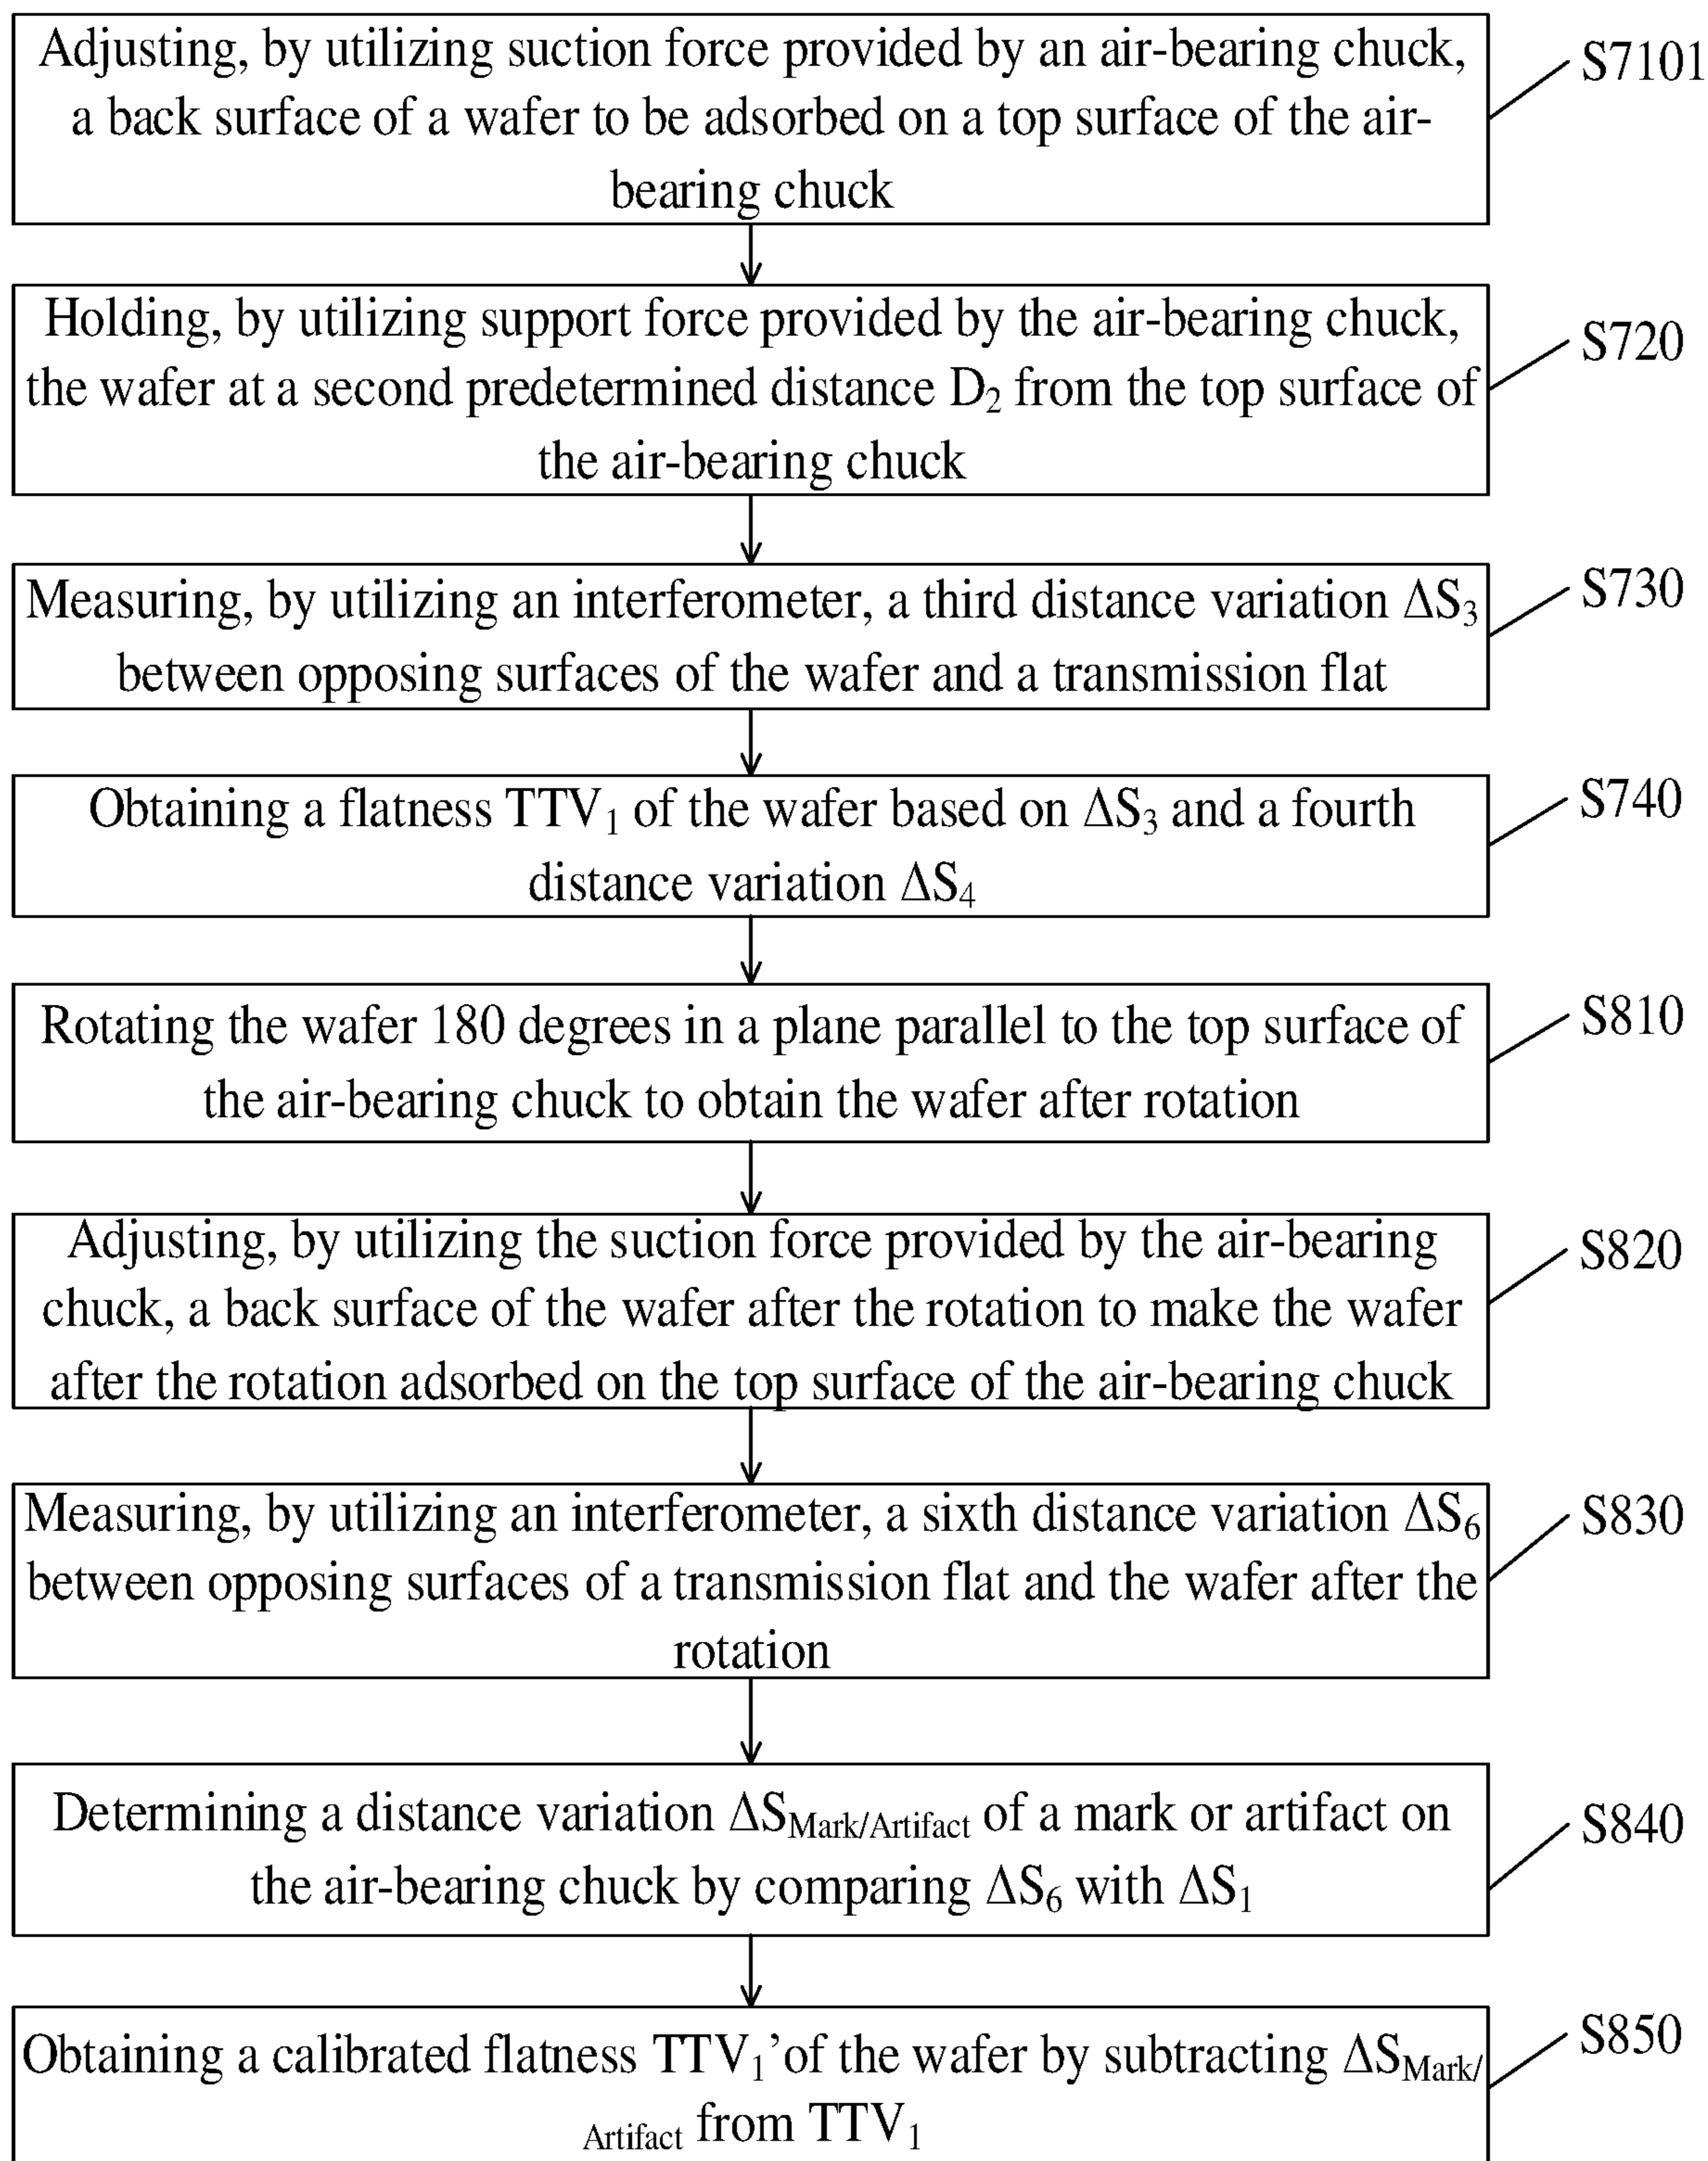 Adjusting, by utilizing suction force provided by an air-bearing chuck,
a back surface of a wafer to be adsorbed on a top surface of the air-
bearing chuck
S7101
Holding, by utilizing support force provided by the air-bearing chuck,
the wafer at a second predetermined distance D₂ from the top surface of
the air-bearing chuck
S720
Measuring, by utilizing an interferometer, a third distance variation ΔS₃
between opposing surfaces of the wafer and a transmission flat
S730
Obtaining a flatness TTV₁ of the wafer based on ΔS₃ and a fourth
distance variation ΔS₄
S740
Rotating the wafer 180 degrees in a plane parallel to the top surface of
the air-bearing chuck to obtain the wafer after rotation
S810
Adjusting, by utilizing the suction force provided by the air-bearing
chuck, a back surface of the wafer after the rotation to make the wafer
after the rotation adsorbed on the top surface of the air-bearing chuck
S820
Measuring, by utilizing an interferometer, a sixth distance variation ΔS₆
between opposing surfaces of a transmission flat and the wafer after the
rotation
S830
Determining a distance variation ΔS<sub>Mark/Artifact</sub> of a mark or artifact on
the air-bearing chuck by comparing ΔS₆ with ΔS₁
S840
Obtaining a calibrated flatness TTV₁’of the wafer by subtracting ΔS<sub>Mark/</sub>
<sub>Artifact</sub> from TTV₁
S850